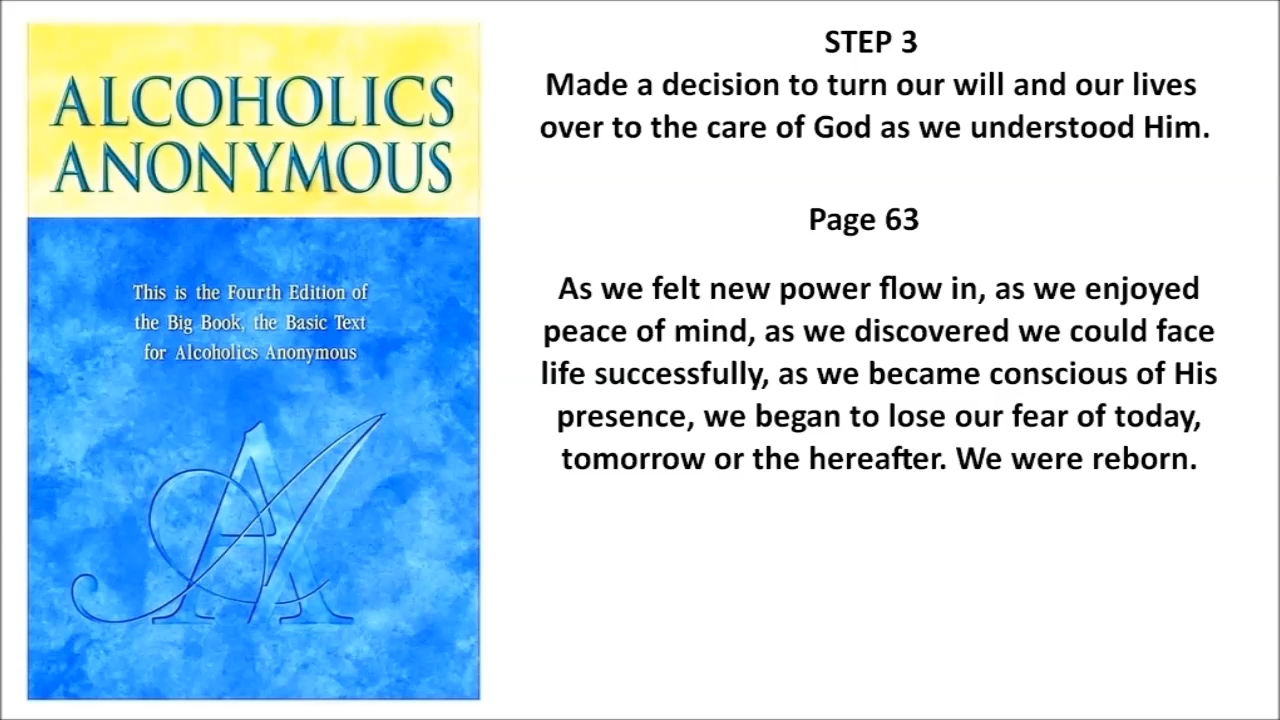 ALCOHOLICS
ANONYMOUS
This is the Fourth Edition of
the Big Book, the Basic Text
for Alcoholics Anonymous
AA
STEP 3
Made a decision to turn our will and our lives
over to the care of God as we understood Him.
Page 63
As we felt new power flow in, as we enjoyed
peace of mind, as we discovered we could face
life successfully, as we became conscious of His
presence, we began to lose our fear of today,
tomorrow or the hereafter. We were reborn.